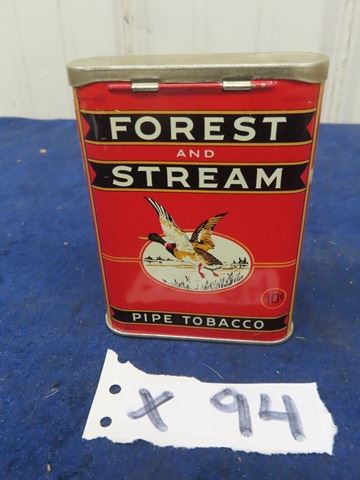 FOREST
AND
STREAM
10¢
PIPE TOBACCO
X 94